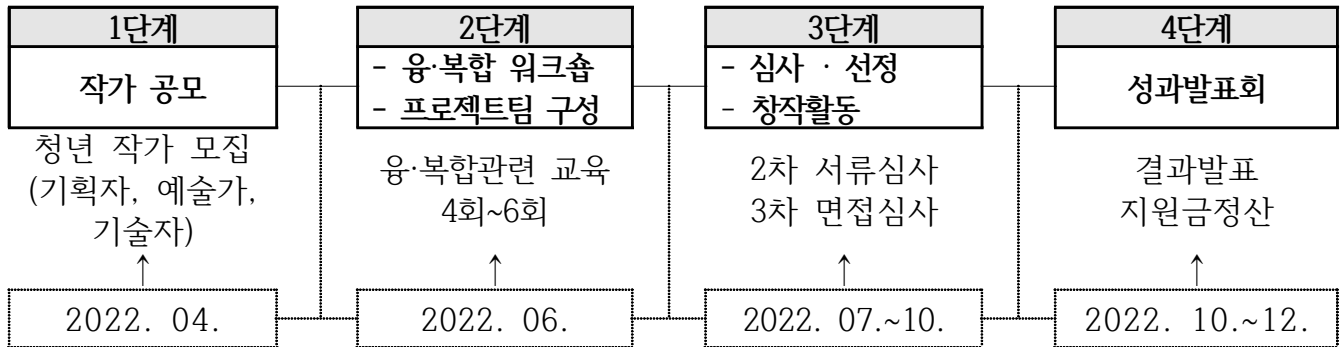 1단계
작가 공모
청년 작가 모집
(기획자, 예술가,
기술자)
2022. 04.
2단계
- 융·복합 워크숍
- 프로젝트팀 구성
융·복합관련 교육
4회~6회
2022. 06.
3단계
- 심사 · 선정
- 창작활동
2차 서류심사
3차 면접심사
2022. 07.~10.
4단계
성과발표회
결과발표
지원금정산
2022. 10.~12.